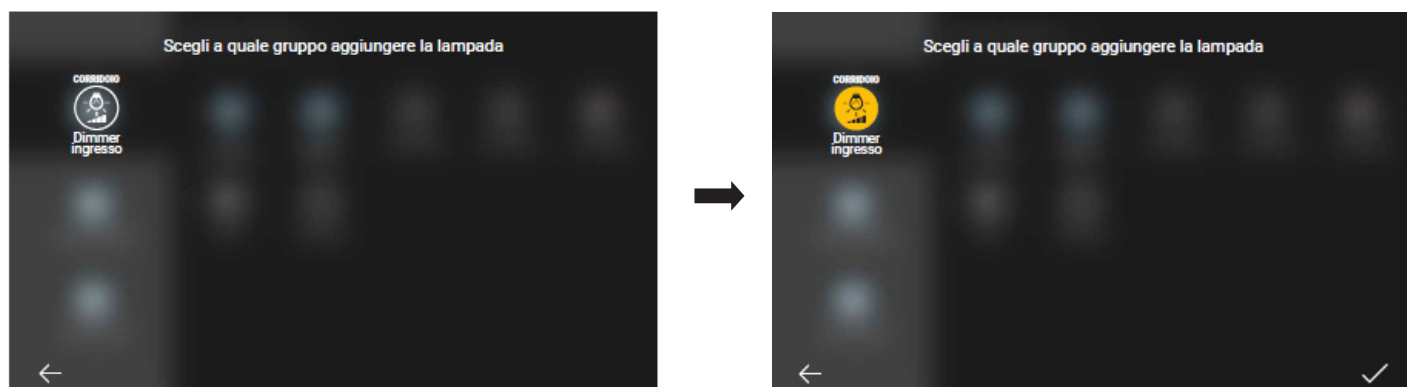 Scegli a quale gruppo aggiungere la lampada
CORRIDOIO
Dimmer
ingresso
Scegli a quale gruppo aggiungere la lampada
CORRIDOIO
Dimmer
ingresso